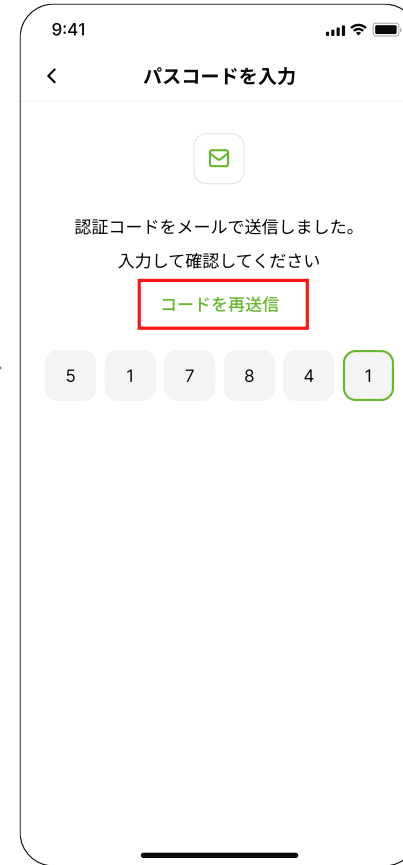 9:41
パスコードを入力
認証コードをメールで送信しました。
入力して確認してください
コードを再送信
5 1 7 8 4 1